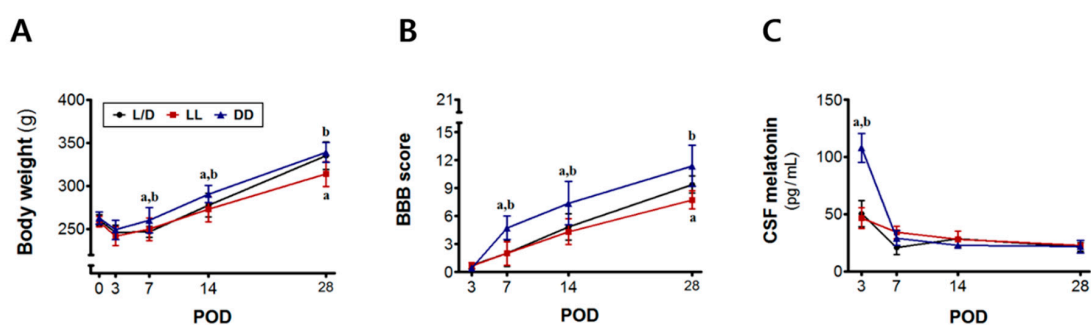 A
Body weight (g)
400
350
300
250
200
L/D LL DD
a,b
a,b
b
a
0 3 7 14 28
POD
B
BBB score
21
15
12
9
6
3
0
a,b
a,b
b
a
3 7 14 28
POD
C
CSF melatonin
(pg/mL)
150
100
50
0
a,b
3 7 14 28
POD